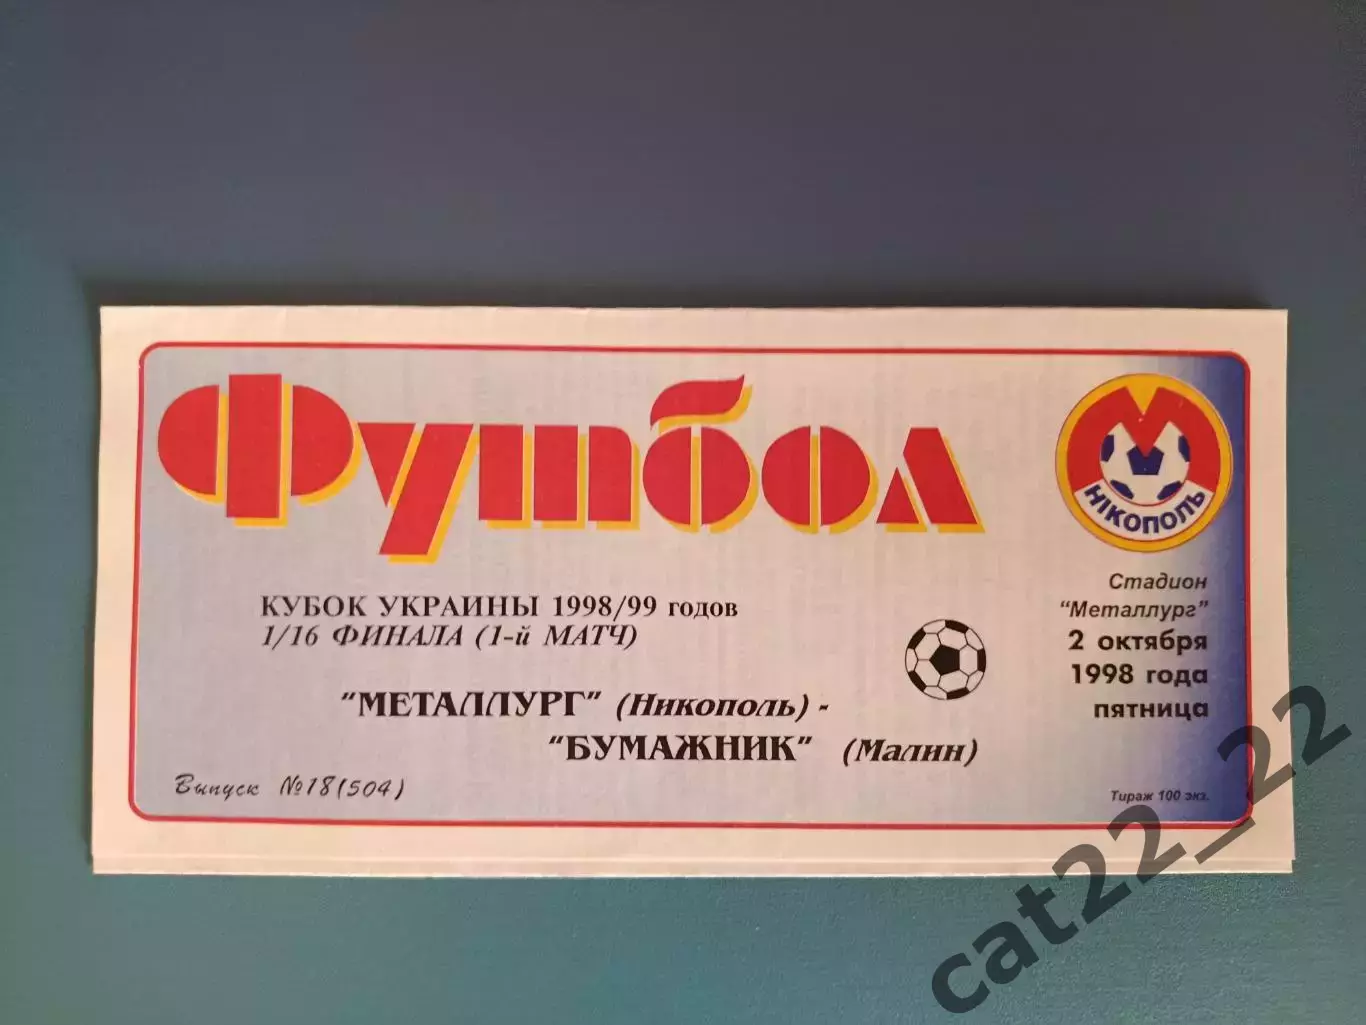 Футбол
НІКОПОЛЬ
КУБОК УКРАИНЫ 1998/99 годов
1/16 ФИНАЛА (1-й МАТЧ)
"МЕТАЛЛУРГ" (Никополь) -
"БУМАЖНИК" (Малин)
Выпуск №18(504)
Стадион
"Металлург"
2 октября
1998 года
пятница
Тираж 100 экз.
cat22_22